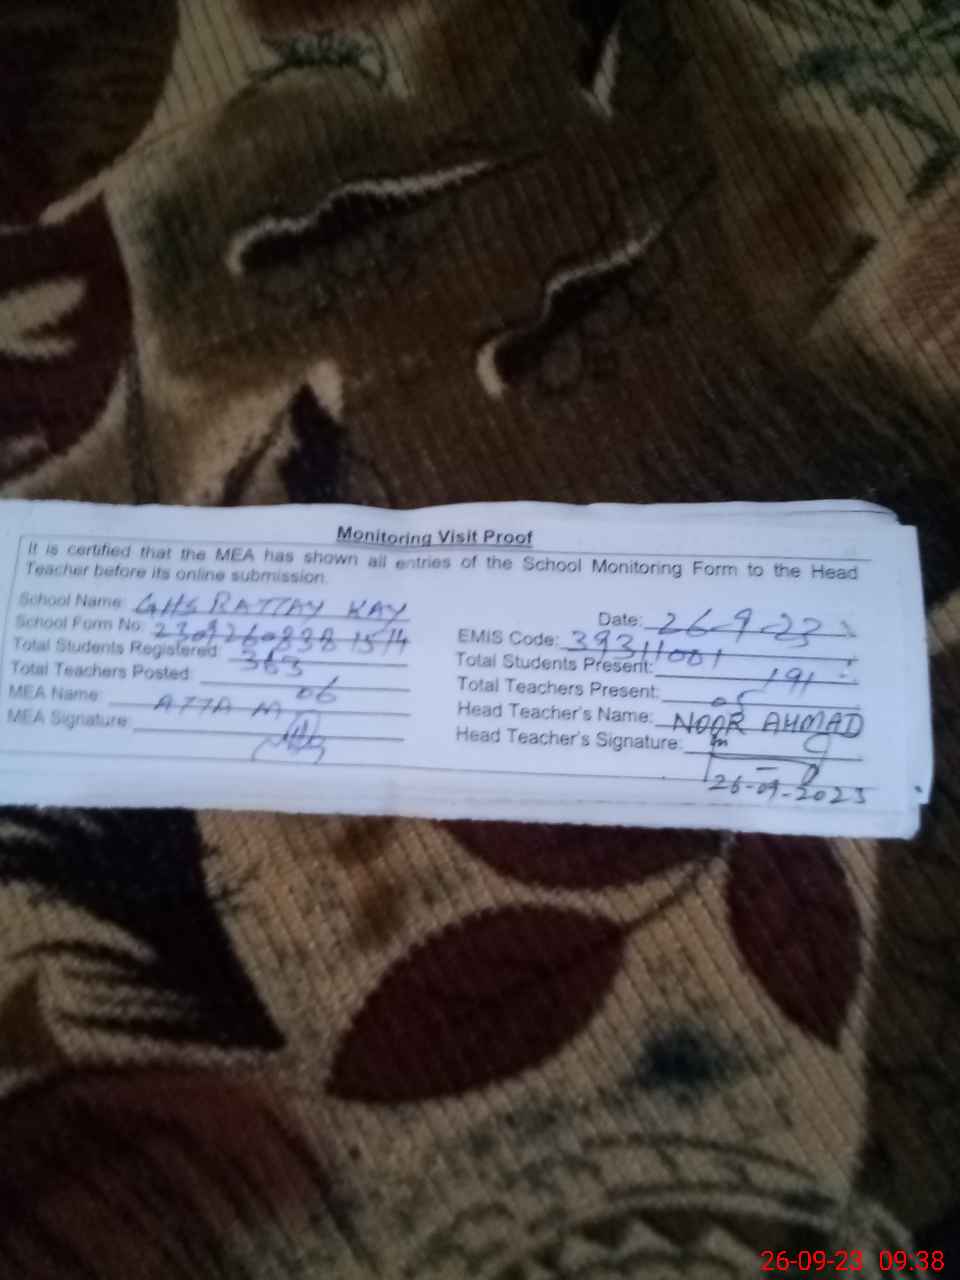 Monitoring Visit Proof
It is certified that the MEA has shown all entries of the School Monitoring Form to the Head
Teacher before its online submission.
School Name: GHS RATTAY KAY
Date: 26-9-23
School Form No: 230926083815 14
EMIS Code: 39311001
Total Students Registered: 363
Total Students Present: 191
Total Teachers Posted: 06
Total Teachers Present: 05
MEA Name: ATTA M
Head Teacher's Name: NOOR AHMAD
MEA Signature:
Head Teacher's Signature:
26-09-2023
26-09-23 09:38